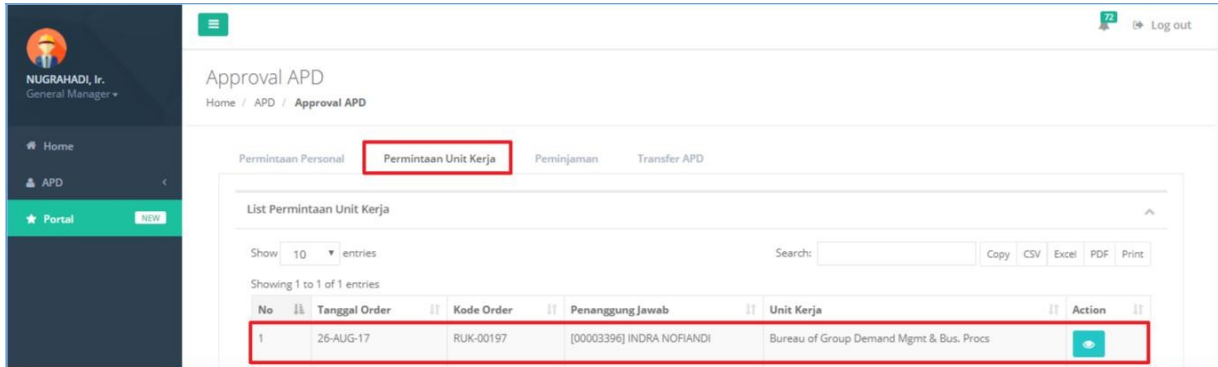 72
Log out
NUGRAHADI, Ir.
General Manager
Approval APD
Home / APD / Approval APD
Home
APD
Portal NEW
Permintaan Personal Permintaan Unit Kerja Peminjaman Transfer APD
List Permintaan Unit Kerja
Show 10 entries Search: Copy CSV Excel PDF Print
Showing 1 to 1 of 1 entries
No Tanggal Order Kode Order Penanggung Jawab Unit Kerja Action
1 26-AUG-17 RUK-00197 [00003396] INDRA NOFIANDI Bureau of Group Demand Mgmt & Bus. Procs